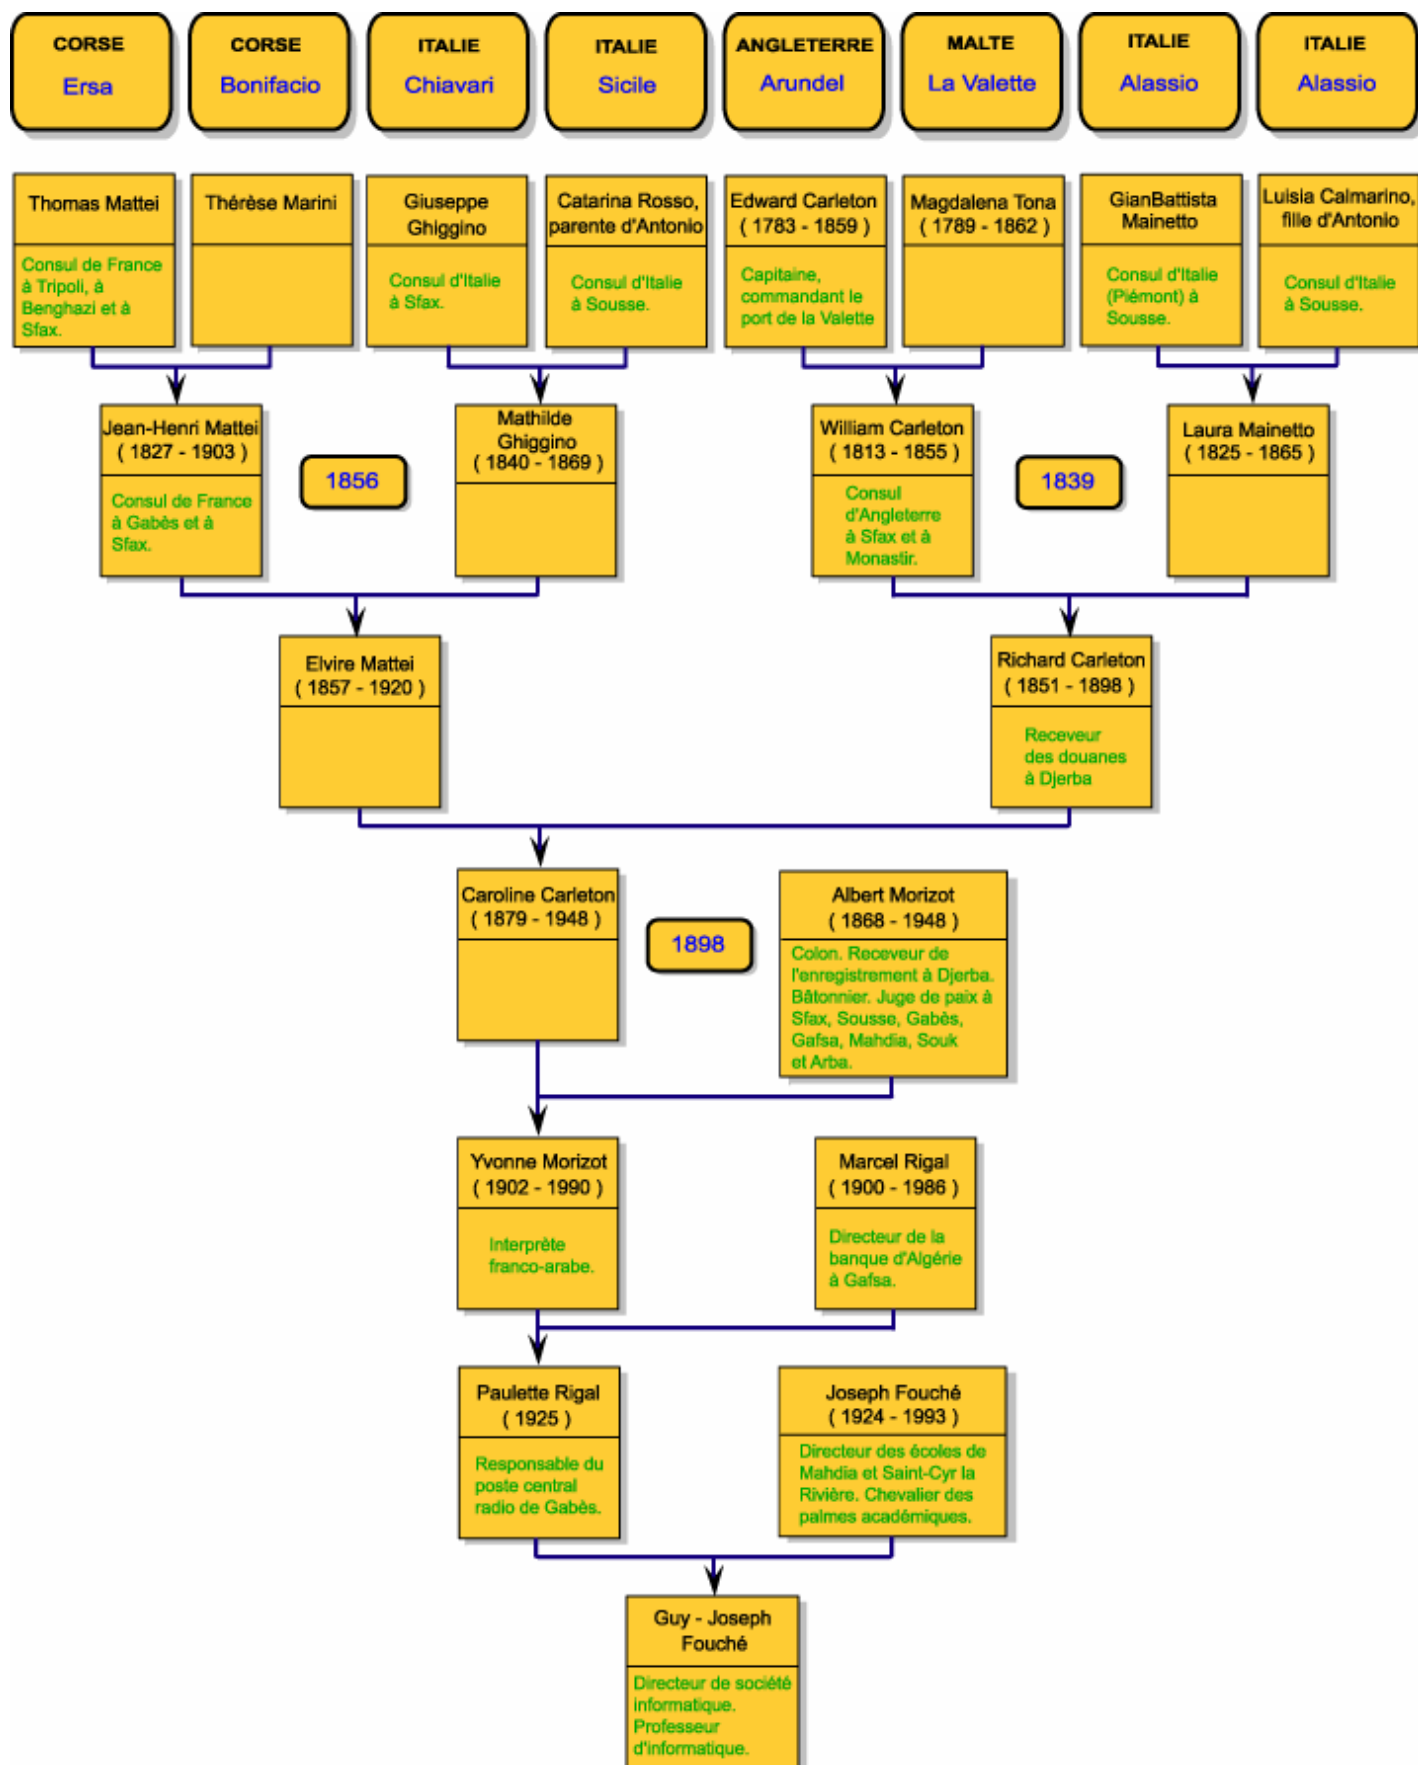 CORSE
Ersa
CORSE
Bonifacio
ITALIE
Chiavari
ITALIE
Sicile
ANGLETERRE
Arundel
MALTE
La Valette
ITALIE
Alassio
ITALIE
Alassio
Thomas Mattei
Consul de France
à Tripoli, à
Benghazi et à
Sfax.
Thérèse Marini
Giuseppe
Ghiggino
Consul d'Italie
à Sfax.
Catarina Rosso,
parente d'Antonio
Consul d'Italie
à Sousse.
Edward Carleton
( 1783 - 1859 )
Capitaine,
commandant le
port de la Valette
Magdalena Tona
( 1789 - 1862 )
GianBattista
Mainetto
Consul d'Italie
(Piémont) à
Sousse.
Luisia Calmarino,
fille d'Antonio
Consul d'Italie
à Sousse.
Jean-Henri Mattei
( 1827 - 1903 )
Consul de France
à Gabès et à
Sfax.
1856
Mathilde
Ghiggino
( 1840 - 1869 )
William Carleton
( 1813 - 1855 )
Consul
d'Angleterre
à Sfax et à
Monastir.
1839
Laura Mainetto
( 1825 - 1865 )
Elvire Mattei
( 1857 - 1920 )
Richard Carleton
( 1851 - 1898 )
Receveur
des douanes
à Djerba
Caroline Carleton
( 1879 - 1948 )
1898
Albert Morizot
( 1868 - 1948 )
Colon. Receveur de
l'enregistrement à Djerba.
Bâtonnier. Juge de paix à
Sfax, Sousse, Gabès,
Gafsa, Mahdia, Souk
et Arba.
Yvonne Morizot
( 1902 - 1990 )
Interprète
franco-arabe.
Marcel Rigal
( 1900 - 1986 )
Directeur de la
banque d'Algérie
à Gafsa.
Paulette Rigal
( 1925 )
Responsable du
poste central
radio de Gabès.
Joseph Fouché
( 1924 - 1993 )
Directeur des écoles de
Mahdia et Saint-Cyr la
Rivière. Chevalier des
palmes académiques.
Guy - Joseph
Fouché
Directeur de société
informatique.
Professeur
d'informatique.